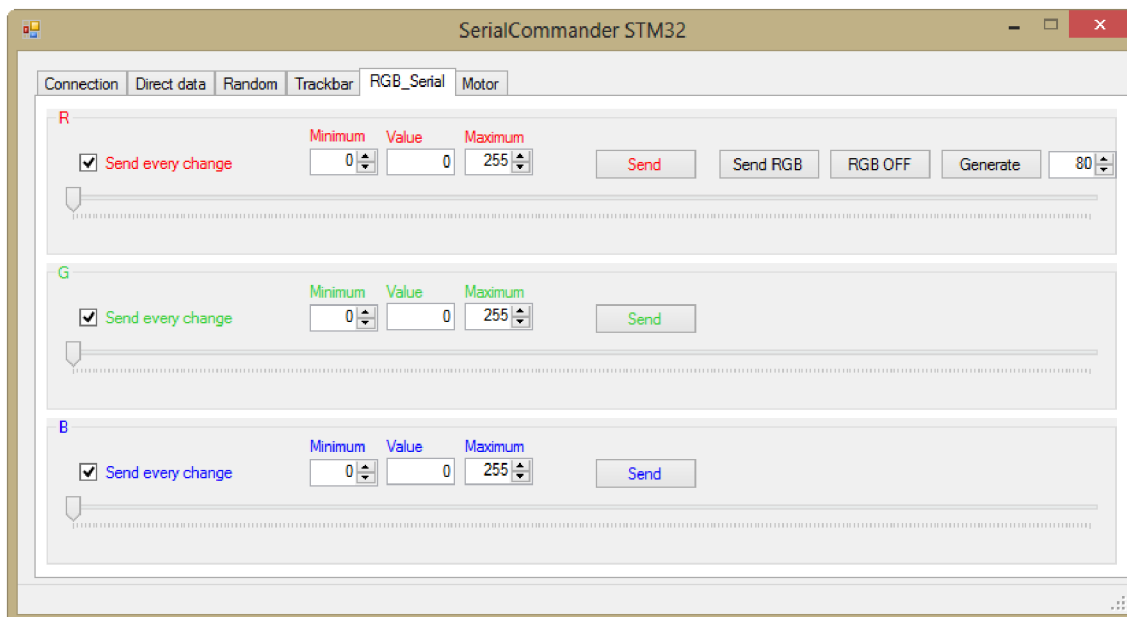 SerialCommander STM32
Connection Direct data Random Trackbar RGB_Serial Motor
R
Minimum Value Maximum
Send every change 0 0 255 Send Send RGB RGB OFF Generate 80
G
Minimum Value Maximum
Send every change 0 0 255 Send
B
Minimum Value Maximum
Send every change 0 0 255 Send